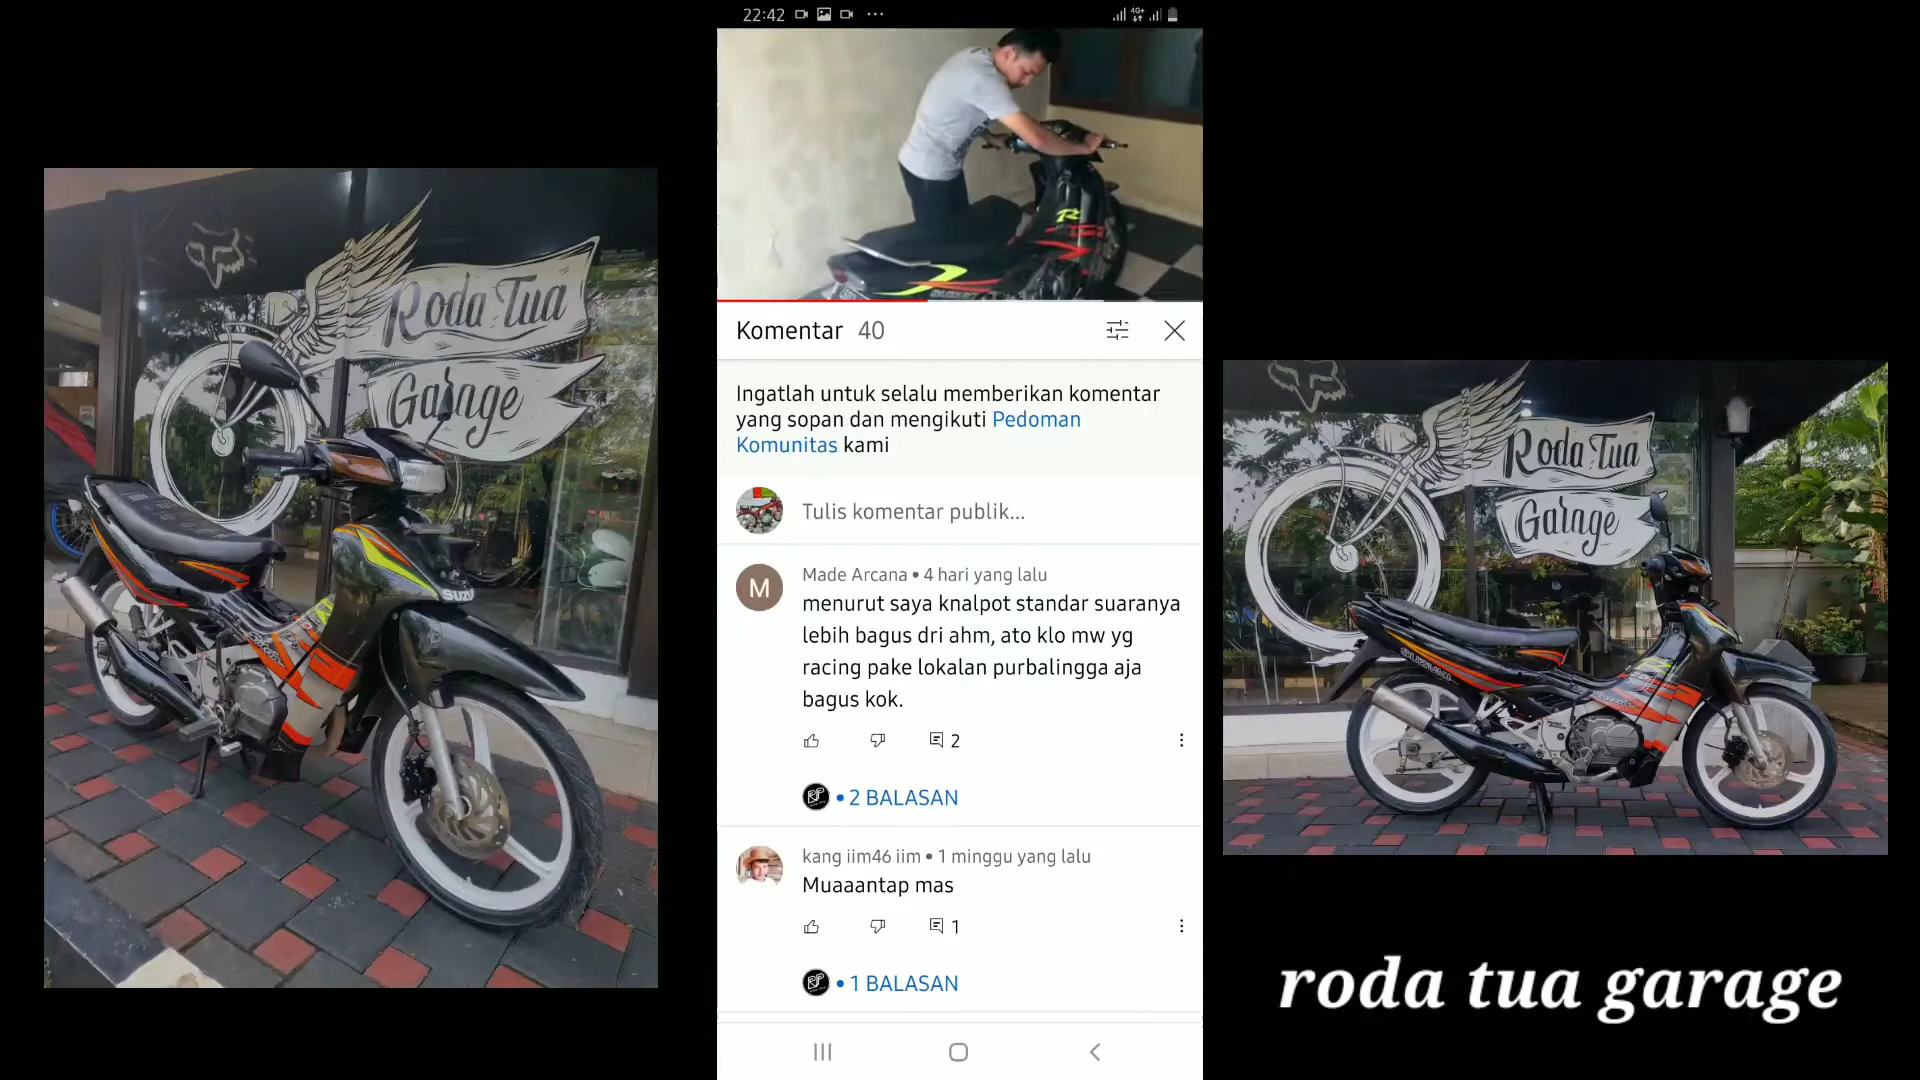 22:42
4G+
R
Komentar 40
Ingatlah untuk selalu memberikan komentar
yang sopan dan mengikuti Pedoman
Komunitas kami
Tulis komentar publik...
M
Made Arcana • 4 hari yang lalu
menurut saya knalpot standar suaranya
lebih bagus dri ahm, ato klo mw yg
racing pake lokalan purbalingga aja
bagus kok.
2
• 2 BALASAN
kang iim46 iim • 1 minggu yang lalu
Muaaantap mas
1
• 1 BALASAN
Roda Tua
Garage
SUZU
Roda Tua
Garage
SUZUKI
roda tua garage